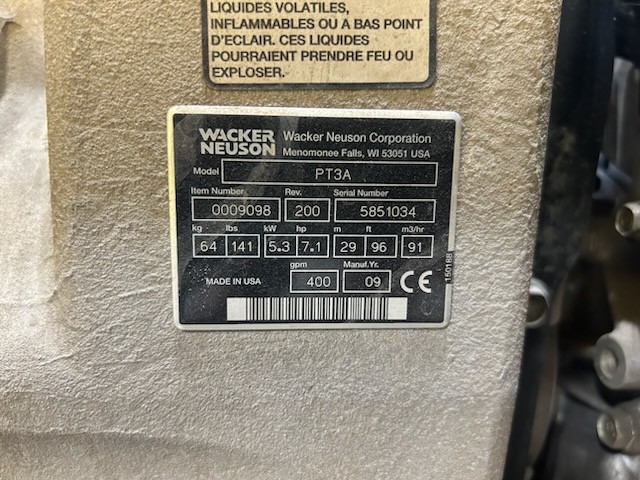 LIQUIDES VOLATILES,
INFLAMMABLES OU A BAS POINT
D'ECLAIR. CES LIQUIDES
POURRAIENT PRENDRE FEU OU
EXPLOSER.
WACKER NEUSON Wacker Neuson Corporation
Menomonee Falls, WI 53051 USA
Model PT3A
Item Number Rev. Serial Number
0009098 200 5851034
kg lbs kW hp m ft m3/hr
64 141 5.3 7.1 29 96 91
gpm Manuf.Yr.
MADE IN USA 400 09 CE
150188